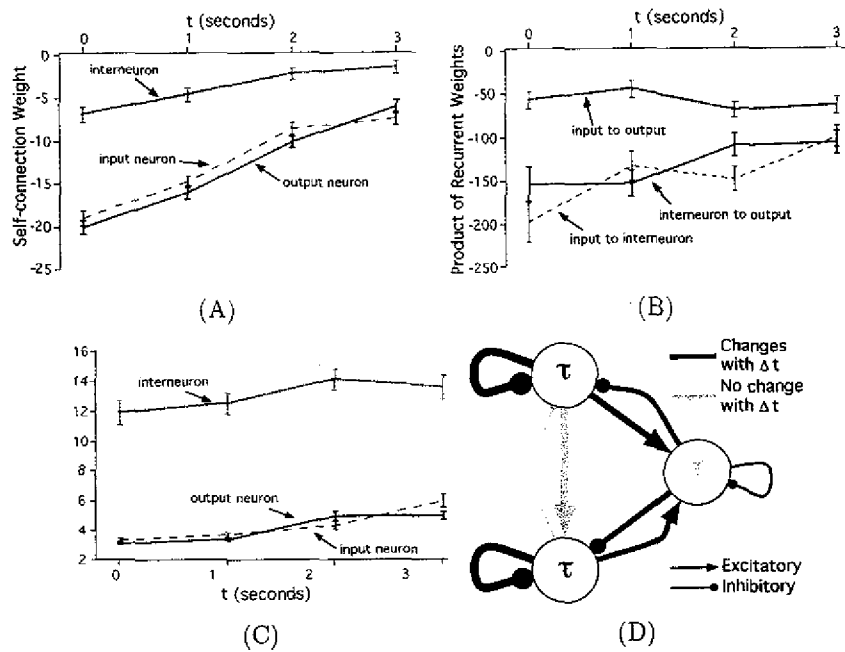 t (seconds)
0 1 2 3
0
-5
-10
-15
-20
-25
Self-connection Weight
interneuron
input neuron
output neuron
(A)
t (seconds)
0 1 2 3
0
-50
-100
-150
-200
-250
Product of Recurrent Weights
input to output
interneuron to output
input to interneuron
(B)
16
14
12
10
8
6
4
2
interneuron
output neuron
input neuron
0 1 2 3
t (seconds)
(C)
τ
τ
τ
Changes
with Δ t
No change
with Δ t
Excitatory
Inhibitory
(D)